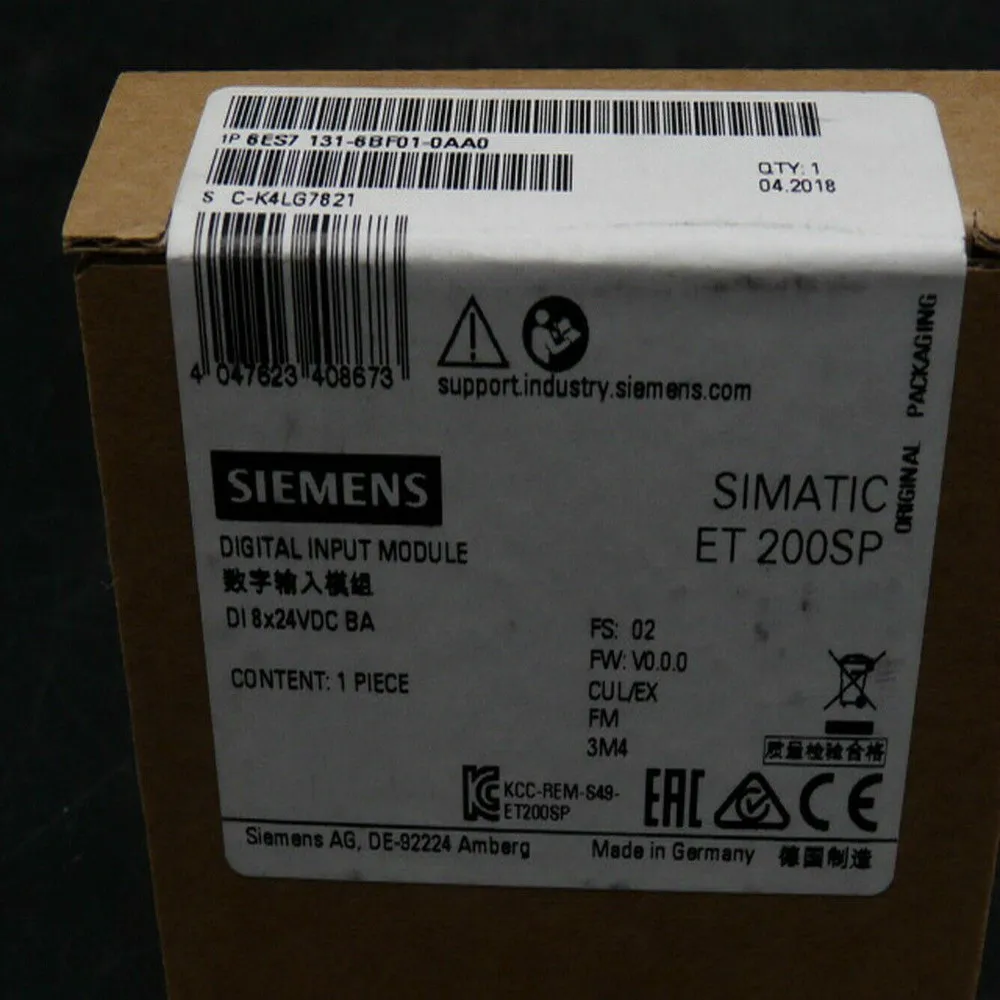 1P 6ES7 131-6BF01-0AA0
S C-K4LG7821
QTY: 1
04.2018
4 047623 408673
support.industry.siemens.com
ORIGINAL PACKAGING
SIEMENS
SIMATIC
ET 200SP
DIGITAL INPUT MODULE
数字输入模组
DI 8x24VDC BA
CONTENT: 1 PIECE
FS: 02
FW: V0.0.0
CUL/EX
FM
3M4
质量检验合格
KCC-REM-S49-
ET200SP
EAC
CE
Siemens AG, DE-92224 Amberg
Made in Germany 德国制造